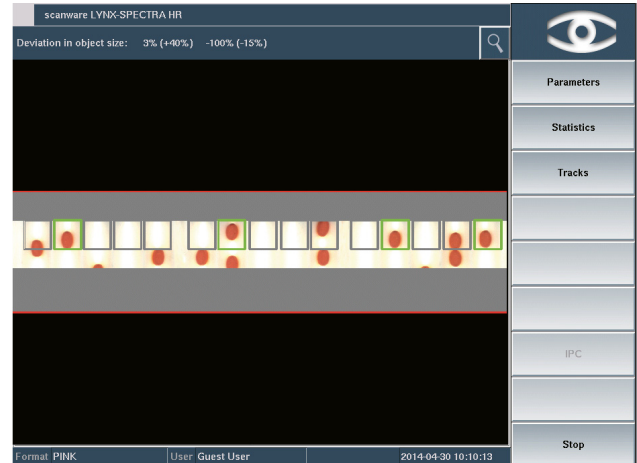 scanware LYNX-SPECTRA HR
Deviation in object size: 3% (+40%) -100% (-15%)
Parameters
Statistics
Tracks
IPC
Stop
Format PINK User Guest User 2014-04-30 10:10:13